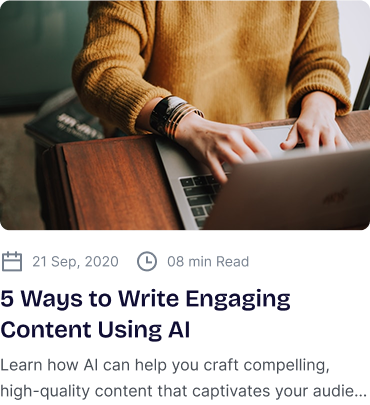 21 Sep, 2020 08 min Read
5 Ways to Write Engaging
Content Using AI
Learn how AI can help you craft compelling,
high-quality content that captivates your audie...